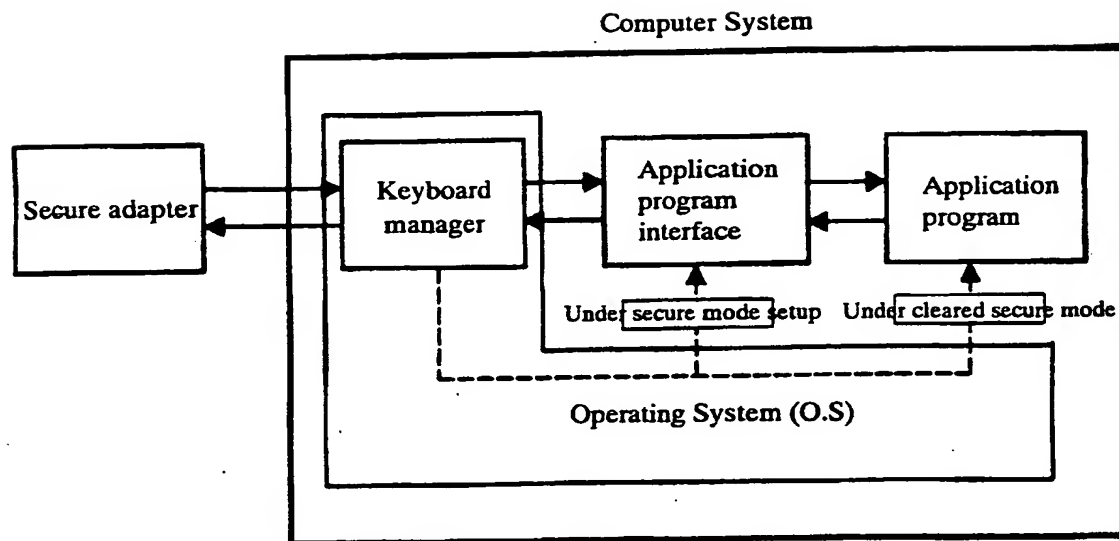 Computer System
Secure adapter
Keyboard
manager
Application
program
interface
Application
program
Under secure mode setup
Under cleared secure mode
Operating System (O.S)